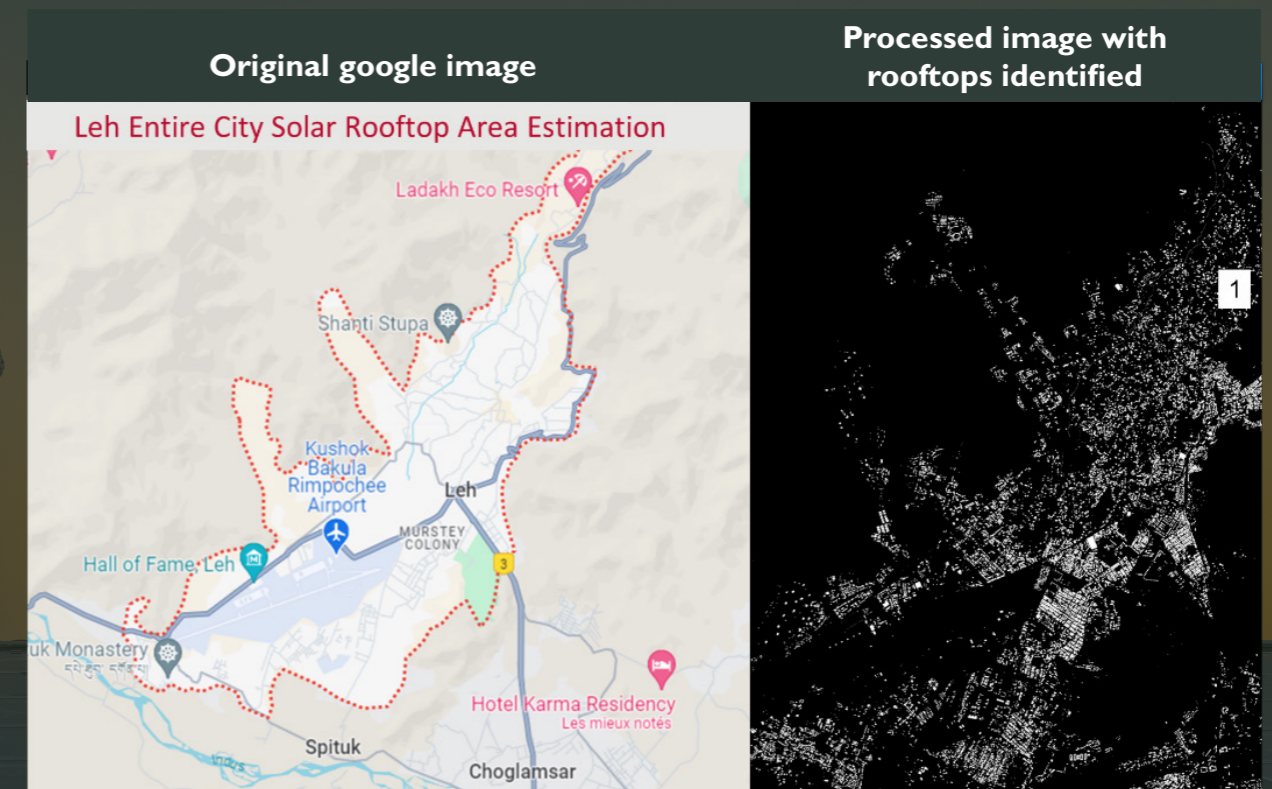 Original google image
Processed image with
rooftops identified
Leh Entire City Solar Rooftop Area Estimation
Ladakh Eco Resort
1
Shanti Stupa
Kushok
Bakula
Rimpochee
Airport
Leh
MURSTEY
COLONY
Hall of Fame, Leh
3
uk Monastery
Hotel Karma Residency
Les mieux notés
Spituk
Indus
Choglamsar